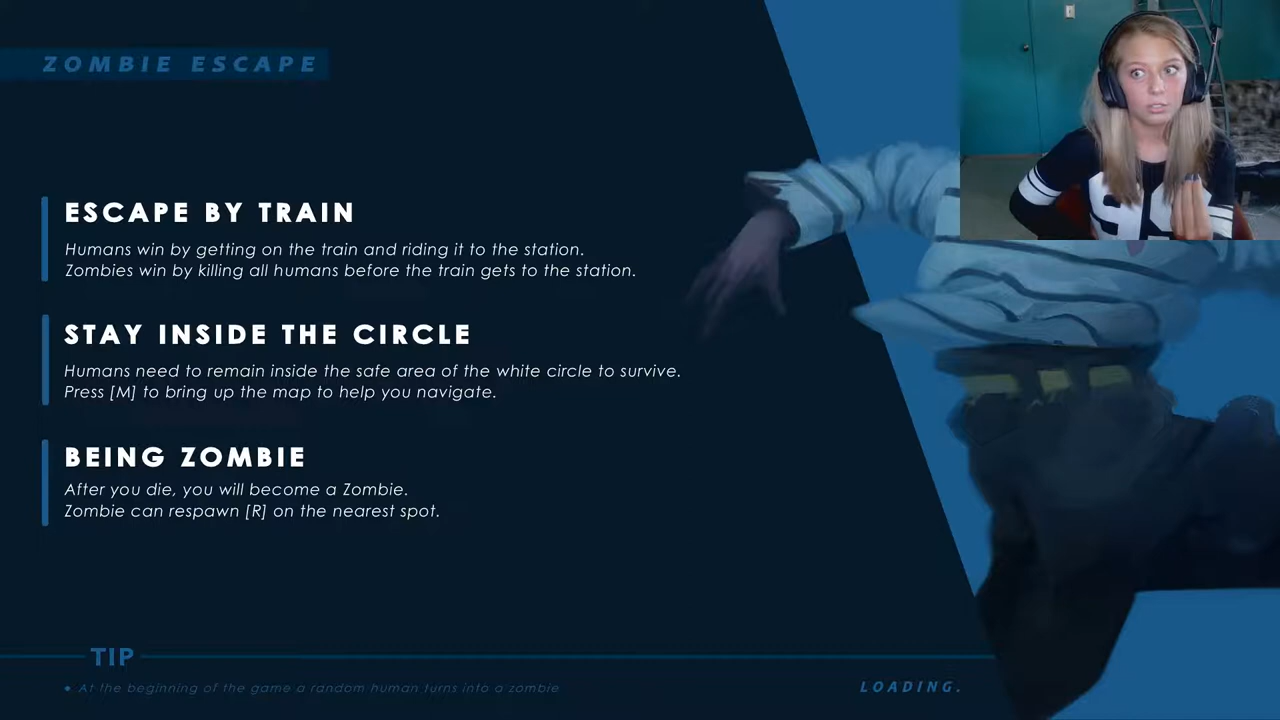 ZOMBIE ESCAPE
ESCAPE BY TRAIN
Humans win by getting on the train and riding it to the station.
Zombies win by killing all humans before the train gets to the station.
STAY INSIDE THE CIRCLE
Humans need to remain inside the safe area of the white circle to survive.
Press [M] to bring up the map to help you navigate.
BEING ZOMBIE
After you die, you will become a Zombie.
Zombie can respawn [R] on the nearest spot.
TIP
• At the beginning of the game a random human turns into a zombie
LOADING.